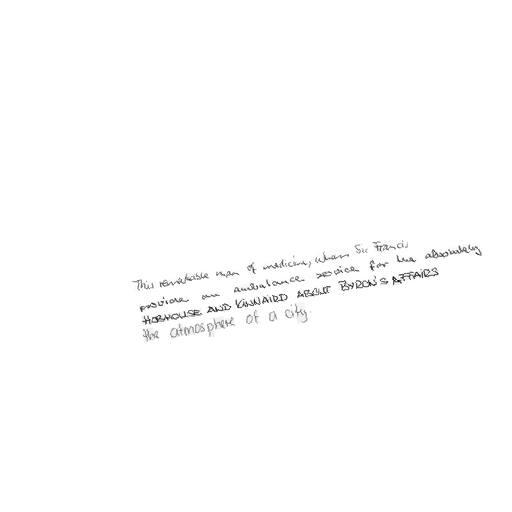 This remarkable man of medicine, whom Sir Francis
provide an ambulance service for the absolutely
HOBHOUSE AND KINNAIRD ABOUT BYRON'S AFFAIRS
the atmosphere of a city.